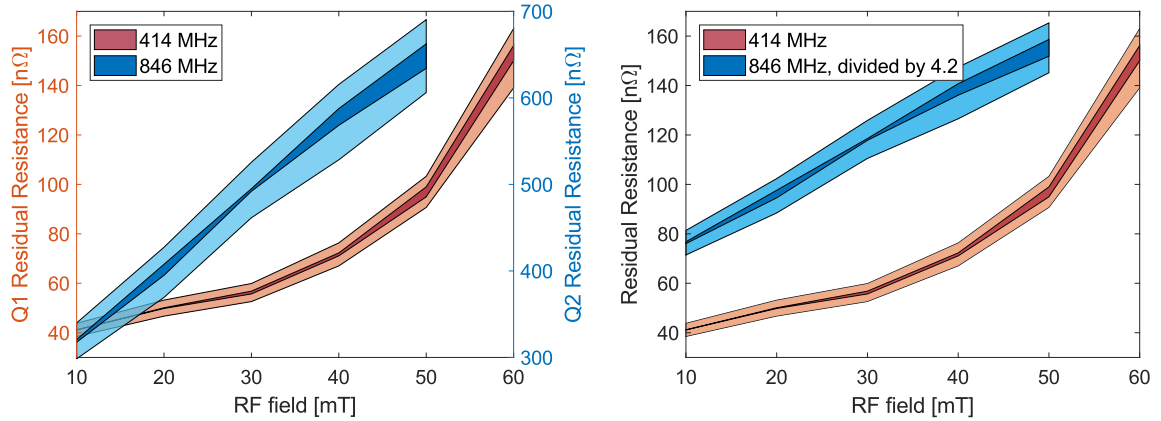 Q1 Residual Resistance [nΩ]
160
140
120
100
80
60
40
414 MHz
846 MHz
700
600
500
400
300
Q2 Residual Resistance [nΩ]
10 20 30 40 50 60
RF field [mT]
Residual Resistance [nΩ]
160
140
120
100
80
60
40
414 MHz
846 MHz, divided by 4.2
10 20 30 40 50 60
RF field [mT]